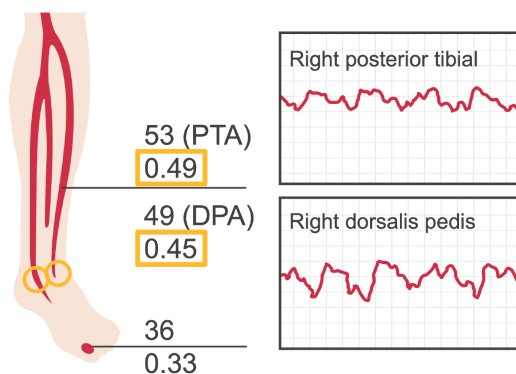 53 (PTA)
0.49
49 (DPA)
0.45
36
0.33
Right posterior tibial
Right dorsalis pedis